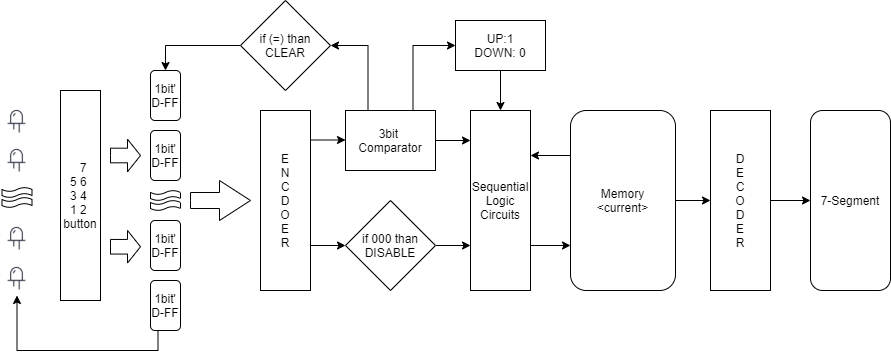 if (=) than
CLEAR
UP:1
DOWN: 0
1bit'
D-FF
1bit'
D-FF
1bit'
D-FF
1bit'
D-FF
7
5 6
3 4
1 2
button
E
N
C
D
O
E
R
3bit
Comparator
if 000 than
DISABLE
Sequential
Logic
Circuits
Memory
<current>
D
E
C
O
D
E
R
7-Segment